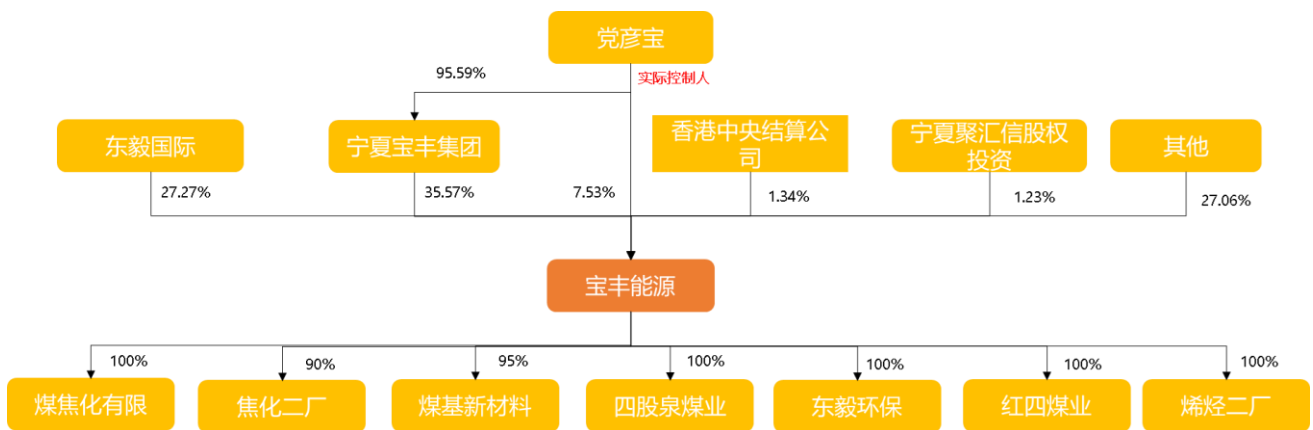 党彦宝
95.59%
实际控制人
东毅国际
宁夏宝丰集团
香港中央结算公
司
宁夏聚汇信股权
投资
其他
27.27%
35.57%
7.53%
1.34%
1.23%
27.06%
宝丰能源
100%
90%
95%
100%
100%
100%
100%
煤焦化有限
焦化二厂
煤基新材料
四股泉煤业
东毅环保
红四煤业
烯烃二厂